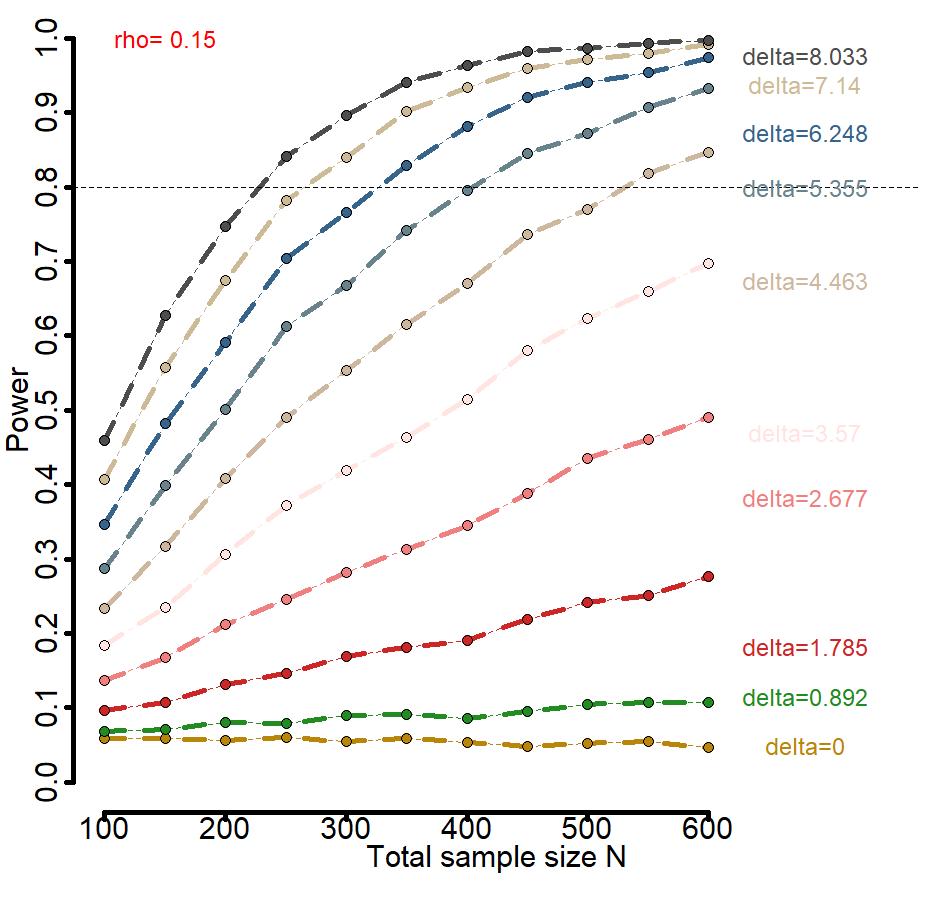 rho= 0.15
Power
1.0
0.9
0.8
0.7
0.6
0.5
0.4
0.3
0.2
0.1
0.0
delta=8.033
delta=7.14
delta=6.248
delta=5.355
delta=4.463
delta=3.57
delta=2.677
delta=1.785
delta=0.892
delta=0
100 200 300 400 500 600
Total sample size N